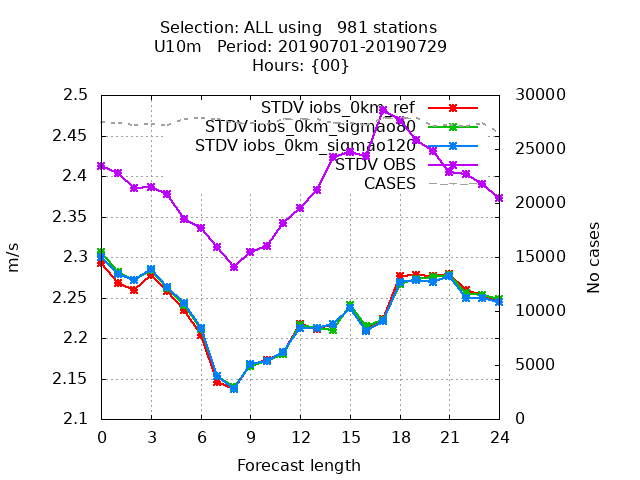 Selection: ALL using   981 stations
U10m   Period: 20190701-20190729
Hours: {00}
2.5
2.45
2.4
2.35
2.3
2.25
2.2
2.15
2.1
m/s
STDV iobs_0km_ref
STDV iobs_0km_sigmao80
STDV iobs_0km_sigmao120
STDV OBS
CASES
30000
25000
20000
15000
10000
5000
0
No cases
0 3 6 9 12 15 18 21 24
Forecast length